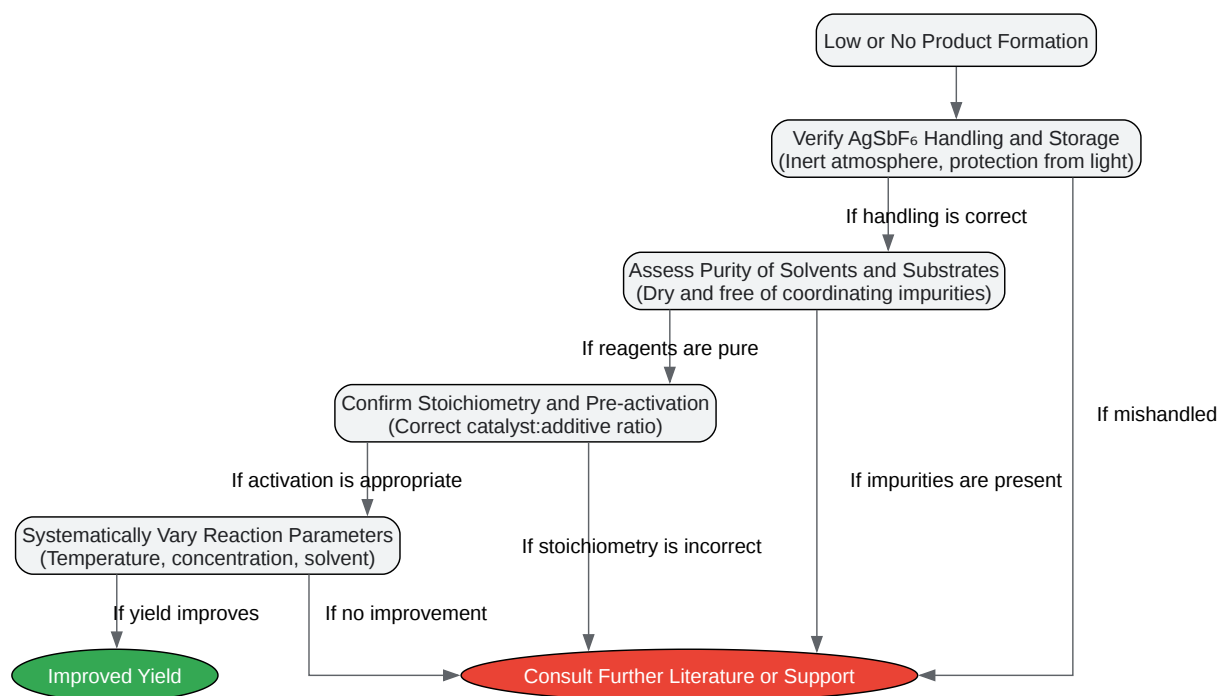 Low or No Product Formation
Verify AgSbF₆ Handling and Storage
(Inert atmosphere, protection from light)
If handling is correct
Assess Purity of Solvents and Substrates
(Dry and free of coordinating impurities)
If reagents are pure
Confirm Stoichiometry and Pre-activation
(Correct catalyst:additive ratio)
If mishandled
If activation is appropriate
If impurities are present
Systematically Vary Reaction Parameters
(Temperature, concentration, solvent)
If stoichiometry is incorrect
If yield improves
If no improvement
Improved Yield
Consult Further Literature or Support